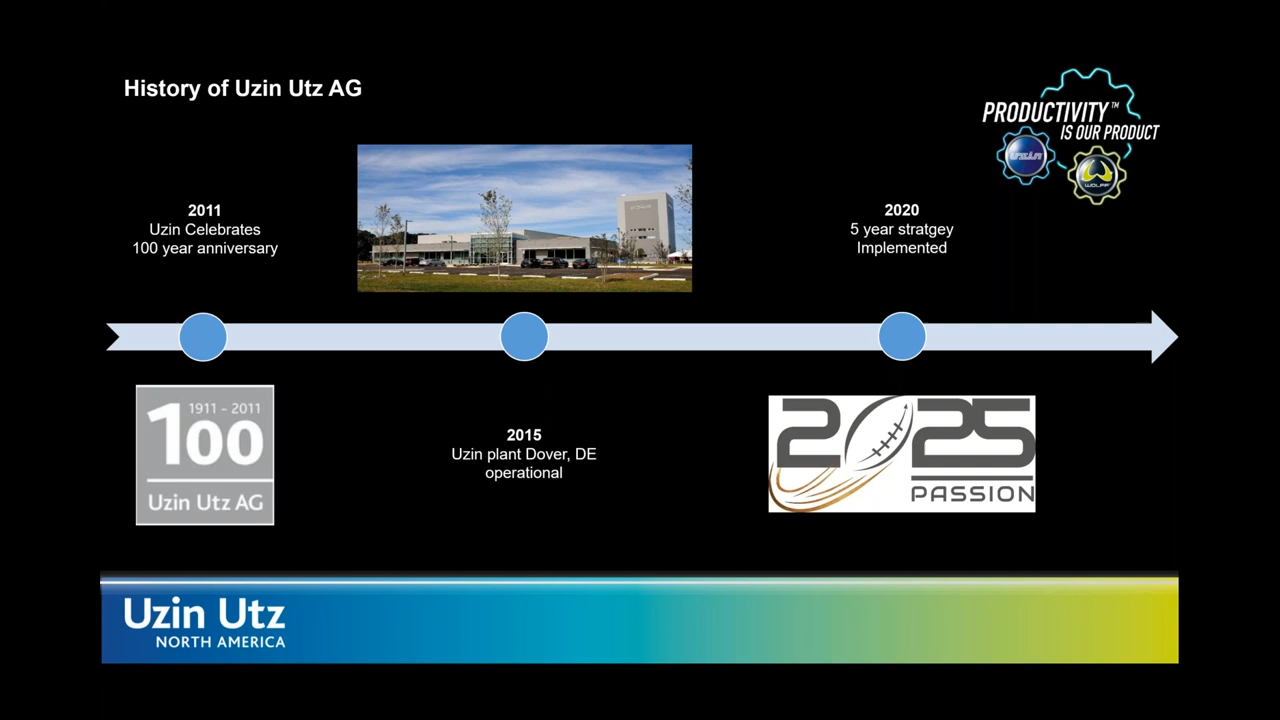 History of Uzin Utz AG
PRODUCTIVITY™
IS OUR PRODUCT
uzin
WOLFF
2011
Uzin Celebrates
100 year anniversary
2020
5 year stratgey
Implemented
1911 - 2011
100
Uzin Utz AG
2015
Uzin plant Dover, DE
operational
2025
PASSION
Uzin Utz
NORTH AMERICA